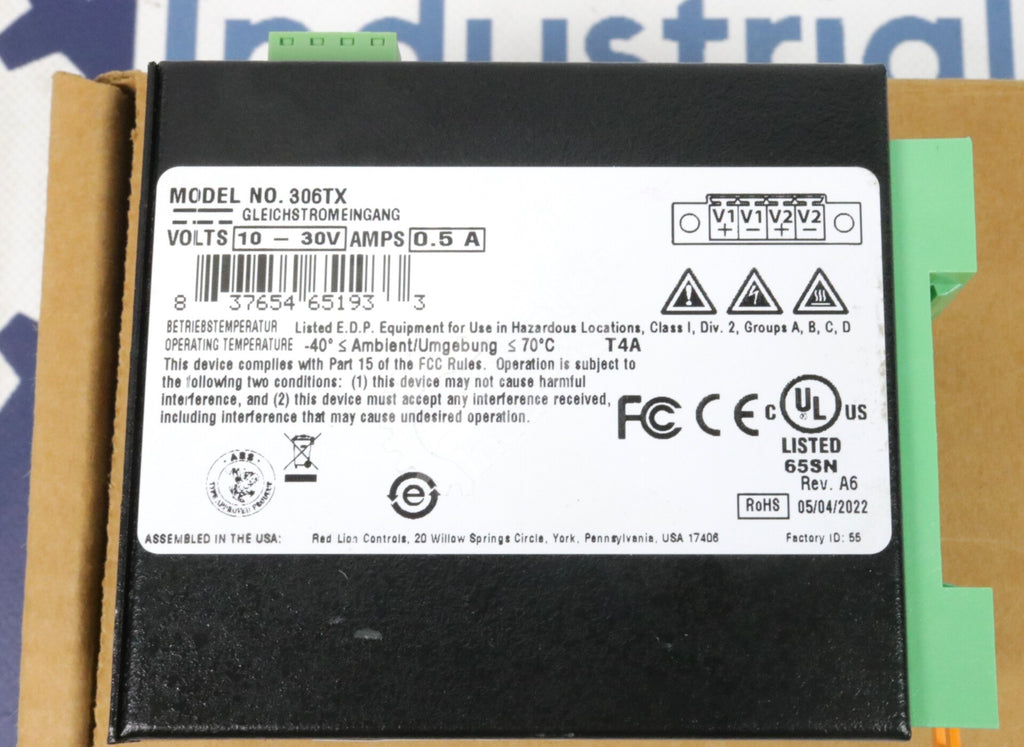 Industrial
MODEL NO. 306TX
GLEICHSTROMEINGANG
VOLTS 10 – 30V AMPS 0.5 A
8 37654 65193 3
V1 V1 V2 V2
+ – + –
BETRIEBSTEMPERATUR Listed E.D.P. Equipment for Use in Hazardous Locations, Class I, Div. 2, Groups A, B, C, D
OPERATING TEMPERATURE -40° ≤ Ambient/Umgebung ≤ 70°C T4A
This device complies with Part 15 of the FCC Rules. Operation is subject to
the following two conditions: (1) this device may not cause harmful
interference, and (2) this device must accept any interference received,
including interference that may cause undesired operation.
FC CE C UL US
LISTED
65SN
Rev. A6
RoHS 05/04/2022
ABS
TYPE APPROVED PRODUCT
e
ASSEMBLED IN THE USA: Red Lion Controls, 20 Willow Springs Circle, York, Pennsylvania, USA 17406 Factory ID: 55